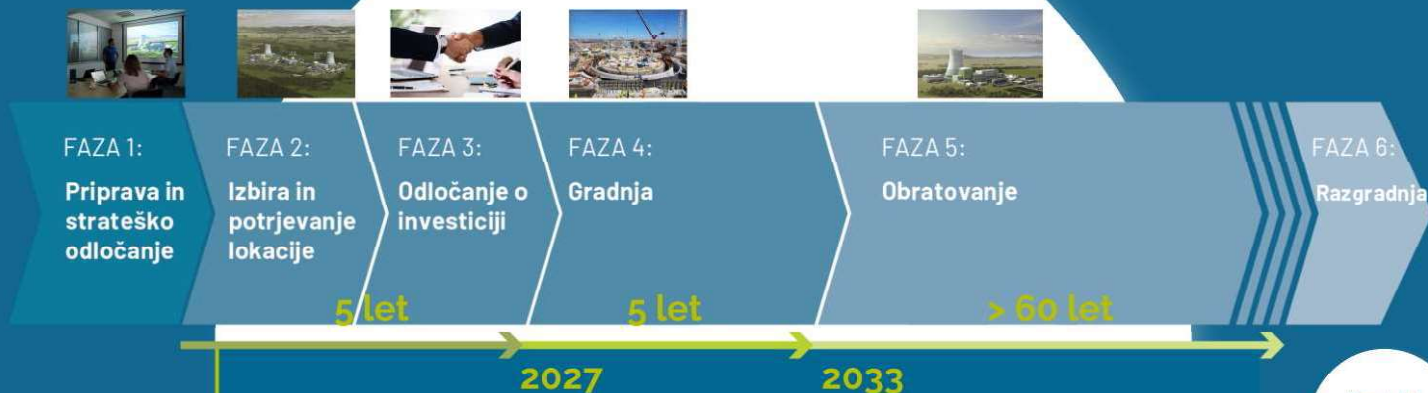 FAZA 1:
Priprava in
strateško
odločanje
FAZA 2:
Izbira in
potrjevanje
lokacije
FAZA 3:
Odločanje o
investiciji
FAZA 4:
Gradnja
FAZA 5:
Obratovanje
FAZA 6:
Razgradnja
5 let
5 let
> 60 let
2027
2033